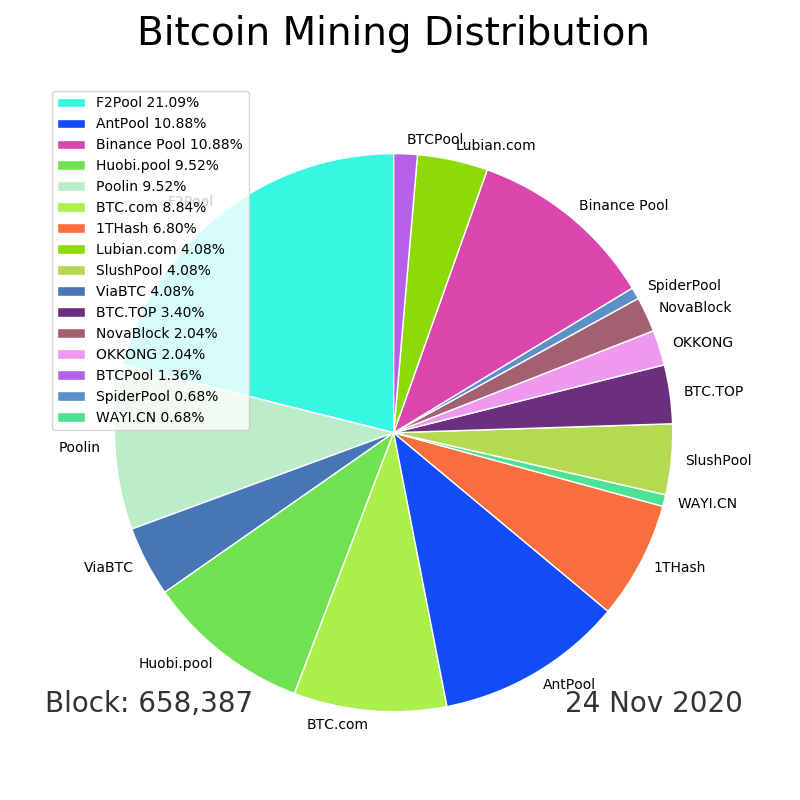 Bitcoin Mining Distribution
F2Pool 21.09%
AntPool 10.88%
Binance Pool 10.88%
Huobi.pool 9.52%
Poolin 9.52%
BTC.com 8.84%
1THash 6.80%
Lubian.com 4.08%
SlushPool 4.08%
ViaBTC 4.08%
BTC.TOP 3.40%
NovaBlock 2.04%
OKKONG 2.04%
BTCPool 1.36%
SpiderPool 0.68%
WAYI.CN 0.68%
F2Pool
BTCPool
Lubian.com
Binance Pool
SpiderPool
NovaBlock
OKKONG
BTC.TOP
SlushPool
WAYI.CN
1THash
AntPool
BTC.com
Huobi.pool
ViaBTC
Poolin
Block: 658,387
24 Nov 2020